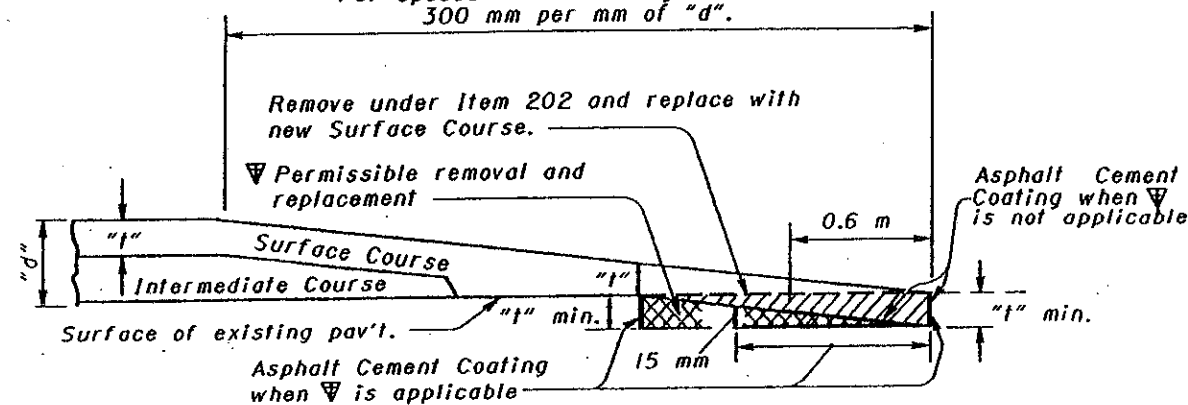 300 mm per mm of "d".
Remove under Item 202 and replace with
new Surface Course.
Permissible removal and
replacement
Asphalt Cement
Coating when
is not applicable
0.6 m
"t"
"d"
Surface Course
Intermediate Course
"t"
"t" min.
"t" min.
Surface of existing pav't.
15 mm
Asphalt Cement Coating
when is applicable